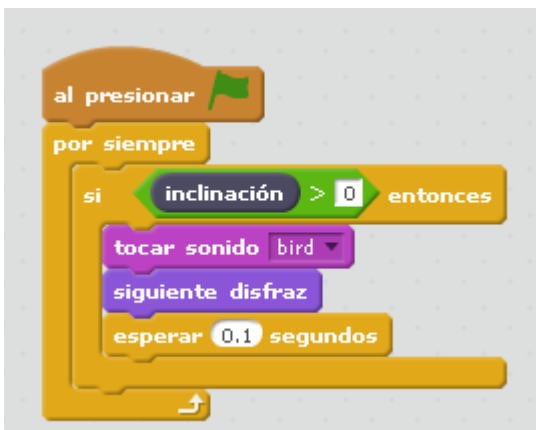 al presionar
por siempre
si inclinación > 0 entonces
tocar sonido bird
siguiente disfraz
esperar 0.1 segundos